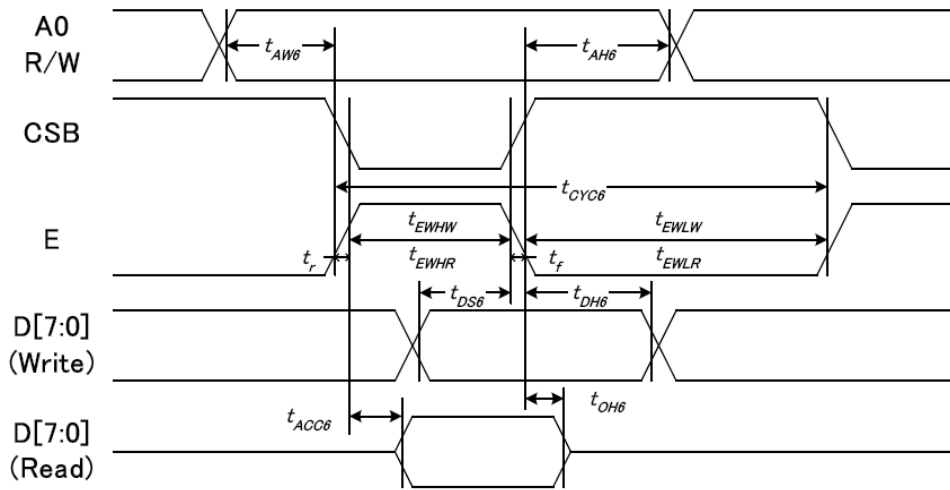 A0
R/W
t_AW6
t_AH6
CSB
t_CYC6
E
t_EWHW
t_EWLW
t_r
t_EWHR
t_f
t_EWLR
t_DS6
t_DH6
D[7:0]
(Write)
t_ACC6
t_OH6
D[7:0]
(Read)